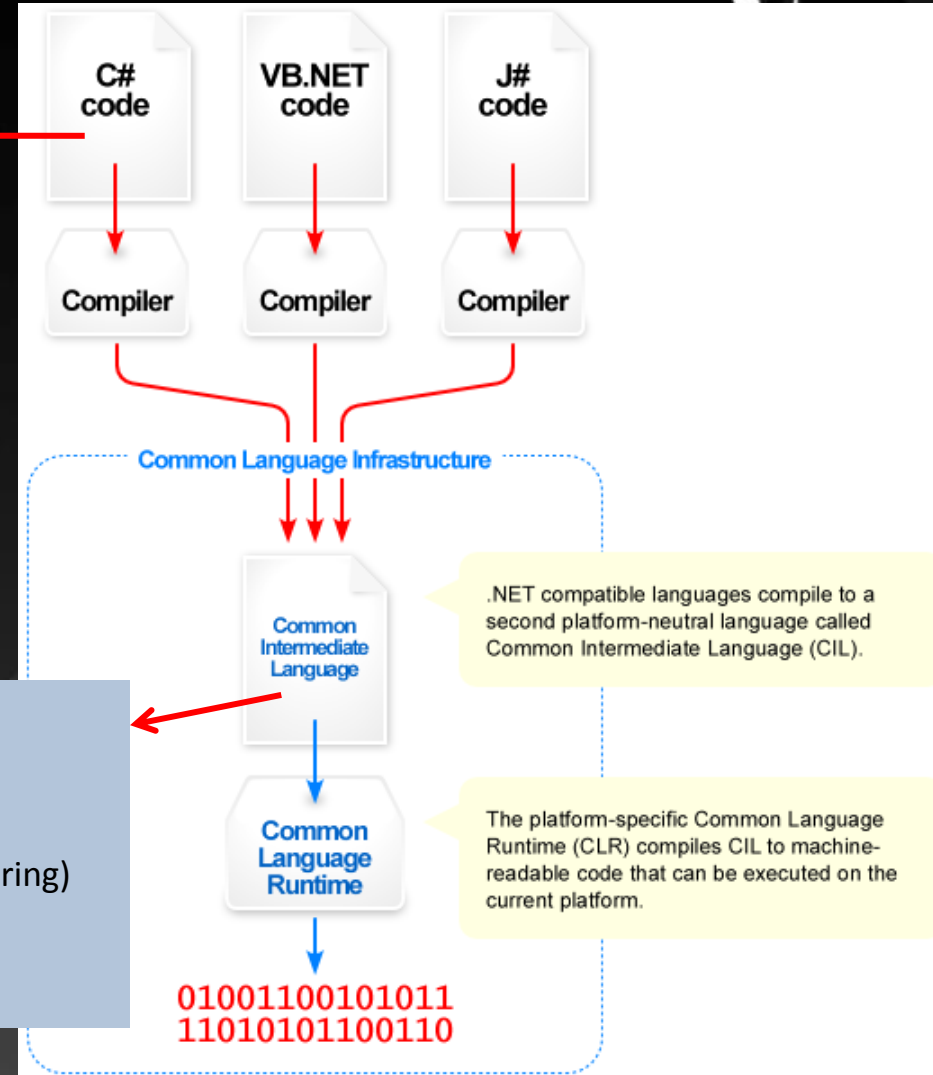 C#
code
VB.NET
code
J#
code
Compiler
Compiler
Compiler
Common Language Infrastructure
Common
Intermediate
Language
.NET compatible languages compile to a
second platform-neutral language called
Common Intermediate Language (CIL).
ring)
Common
Language
Runtime
The platform-specific Common Language
Runtime (CLR) compiles CIL to machine-
readable code that can be executed on the
current platform.
01001100101011
11010101100110